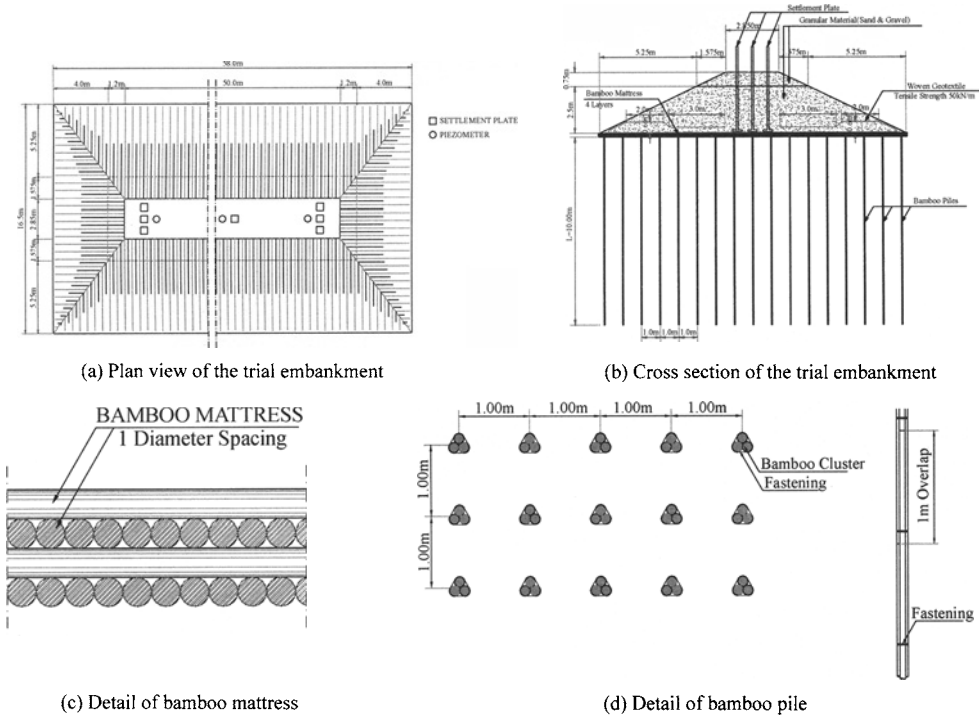 58.0m
4.0m
1.2m
50.0m
1.2m
4.0m
SETTLEMENT PLATE
PIEZOMETER
16.5m
5.25m
1.575m
2.85m
1.575m
5.25m
(a) Plan view of the trial embankment
Settlement Plate
Granular Material(Sand & Gravel)
2.850m
5.25m
1.575m
5.25m
0.75m
2.5m
Bamboo Mattress
4 Layers
Woven Geotextile
Tensile Strength 50kN/m
3.0m
3.0m
Bamboo Piles
L=10.00m
1.0m
1.0m
1.0m
(b) Cross section of the trial embankment
BAMBOO MATTRESS
1 Diameter Spacing
(c) Detail of bamboo mattress
1.00m
1.00m
1.00m
1.00m
1.00m
1.00m
Bamboo Cluster
Fastening
1m Overlap
Fastening
(d) Detail of bamboo pile